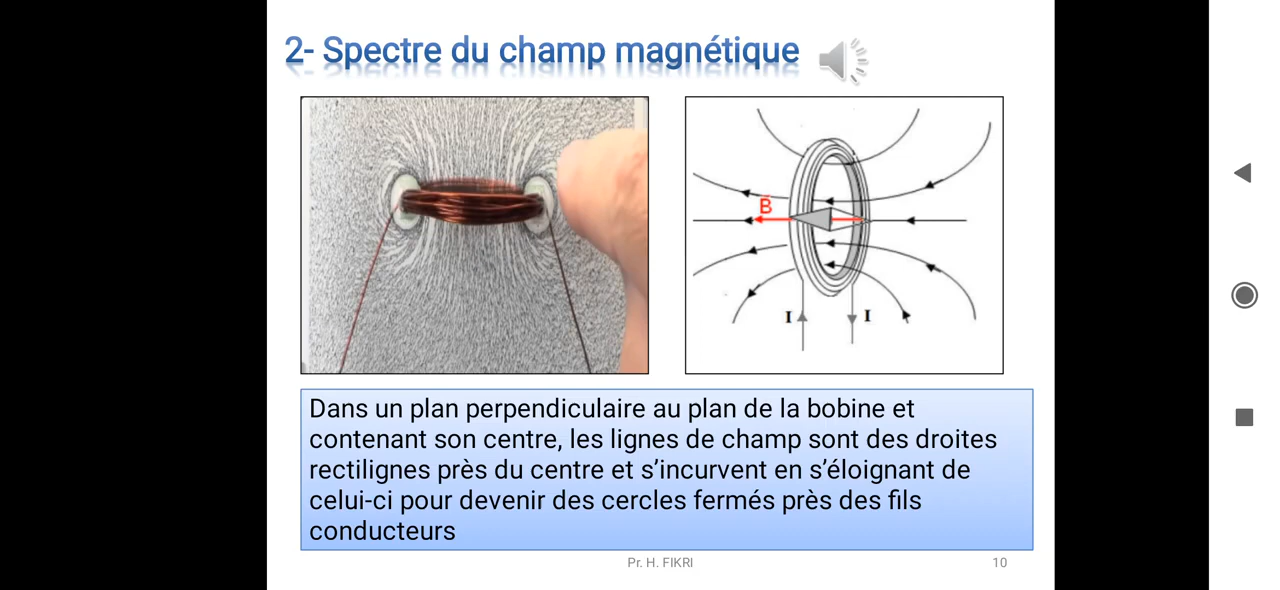 2- Spectre du champ magnétique
B
I
I
Dans un plan perpendiculaire au plan de la bobine et
contenant son centre, les lignes de champ sont des droites
rectilignes près du centre et s’incurvent en s’éloignant de
celui-ci pour devenir des cercles fermés près des fils
conducteurs
Pr. H. FIKRI
10